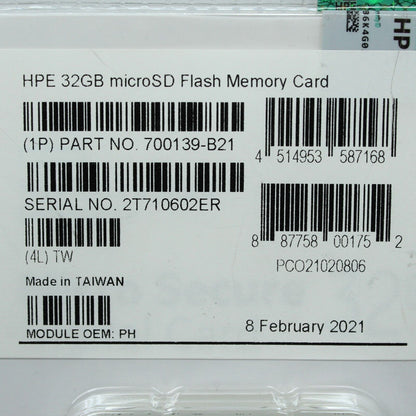 HP
86K4G0
HPE 32GB microSD Flash Memory Card
(1P) PART NO. 700139-B21
4 514953 587168
SERIAL NO. 2T710602ER
8 87758 00175 2
(4L) TW
PCO21020806
Made in TAIWAN
MODULE OEM: PH
8 February 2021